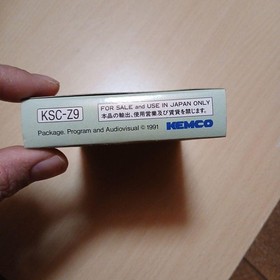 KSC-Z9
FOR SALE and USE IN JAPAN ONLY
本品の輸出、使用営業及び賃貸を禁じます。
Package, Program and Audiovisual © 1991
KEMCO